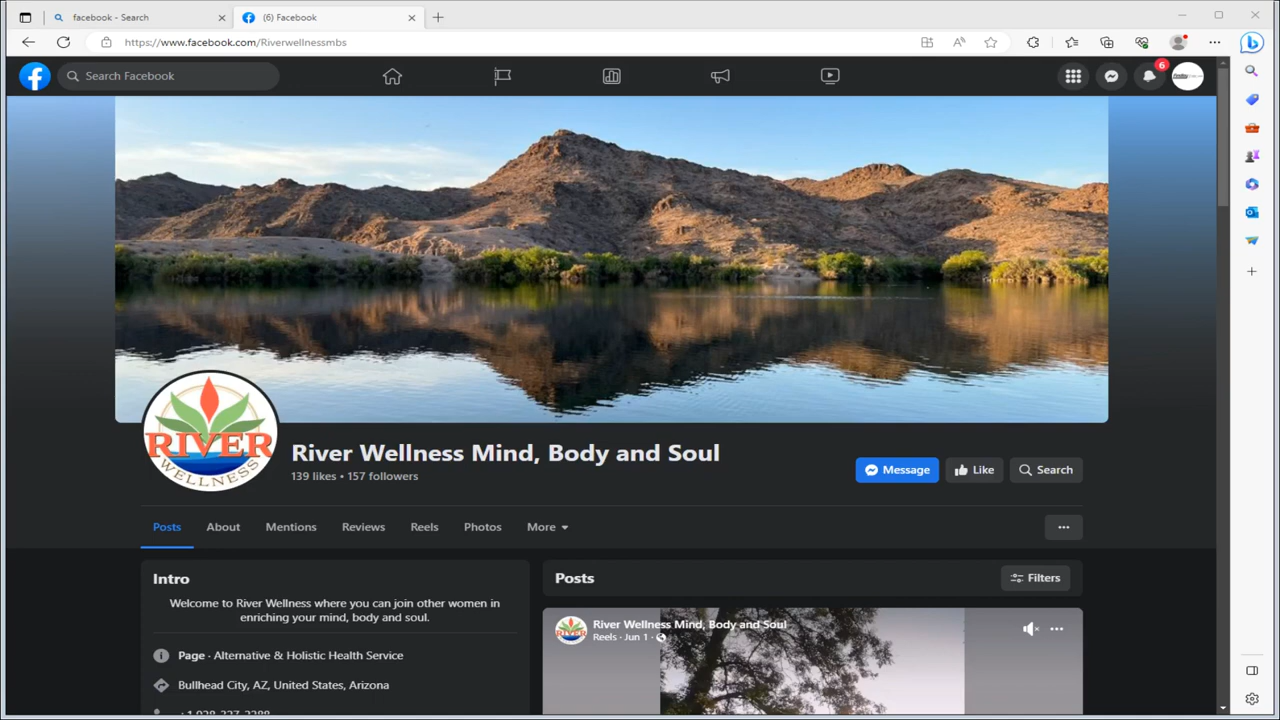 facebook - Search
(6) Facebook
https://www.facebook.com/Riverwellnessmbs
Search Facebook
6
RIVER
WELLNESS
River Wellness Mind, Body and Soul
139 likes • 157 followers
Message
Like
Search
Posts
About
Mentions
Reviews
Reels
Photos
More
Intro
Welcome to River Wellness where you can join other women in
enriching your mind, body and soul.
Page · Alternative & Holistic Health Service
Bullhead City, AZ, United States, Arizona
Posts
Filters
River Wellness Mind, Body and Soul
Reels · Jun 1 ·